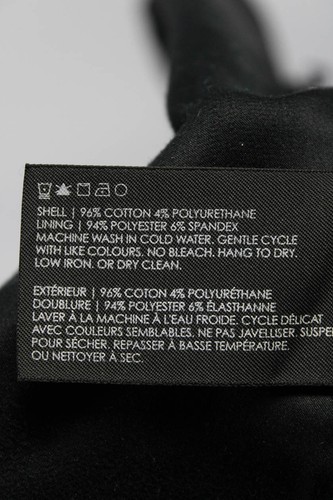 SHELL | 96% COTTON 4% POLYURETHANE
LINING | 94% POLYESTER 6% SPANDEX
MACHINE WASH IN COLD WATER. GENTLE CYCLE
WITH LIKE COLOURS. NO BLEACH. HANG TO DRY.
LOW IRON. OR DRY CLEAN.
EXTÉRIEUR | 96% COTTON 4% POLYURÉTHANE
DOUBLURE | 94% POLYESTER 6% ÉLASTHANNE
LAVER À LA MACHINE À L'EAU FROIDE. CYCLE DÉLICAT
AVEC COULEURS SEMBLABLES. NE PAS JAVELLISER. SUSPE
POUR SÉCHER. REPASSER À BASSE TEMPÉRATURE.
OU NETTOYER À SEC.